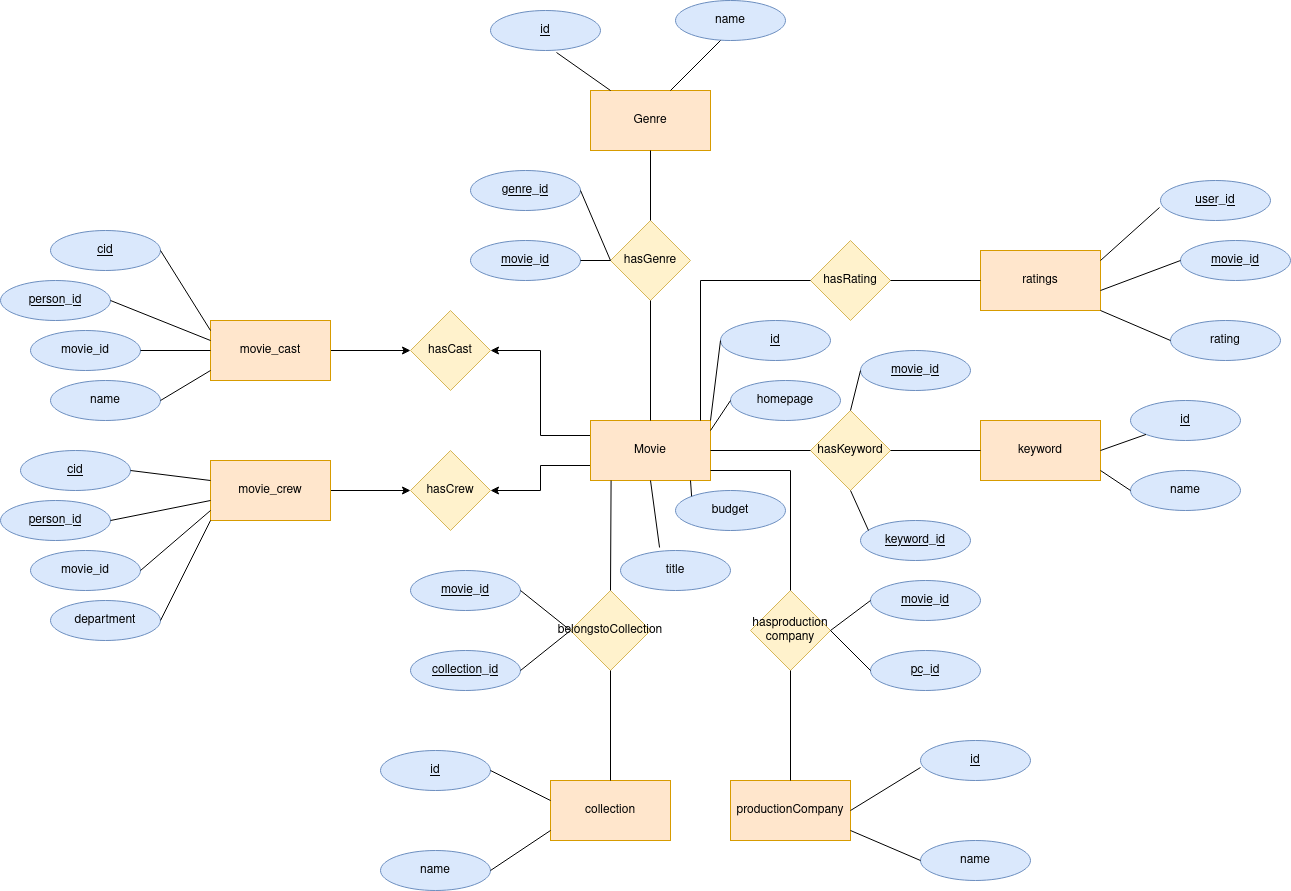 id
name
Genre
genre_id
movie_id
hasGenre
user_id
movie_id
rating
ratings
hasRating
cid
person_id
movie_id
name
movie_cast
hasCast
id
homepage
movie_id
Movie
hasKeyword
keyword
id
name
keyword_id
cid
person_id
movie_id
department
movie_crew
hasCrew
budget
title
movie_id
belongstoCollection
collection_id
hasproduction
company
movie_id
pc_id
id
name
collection
productionCompany
id
name